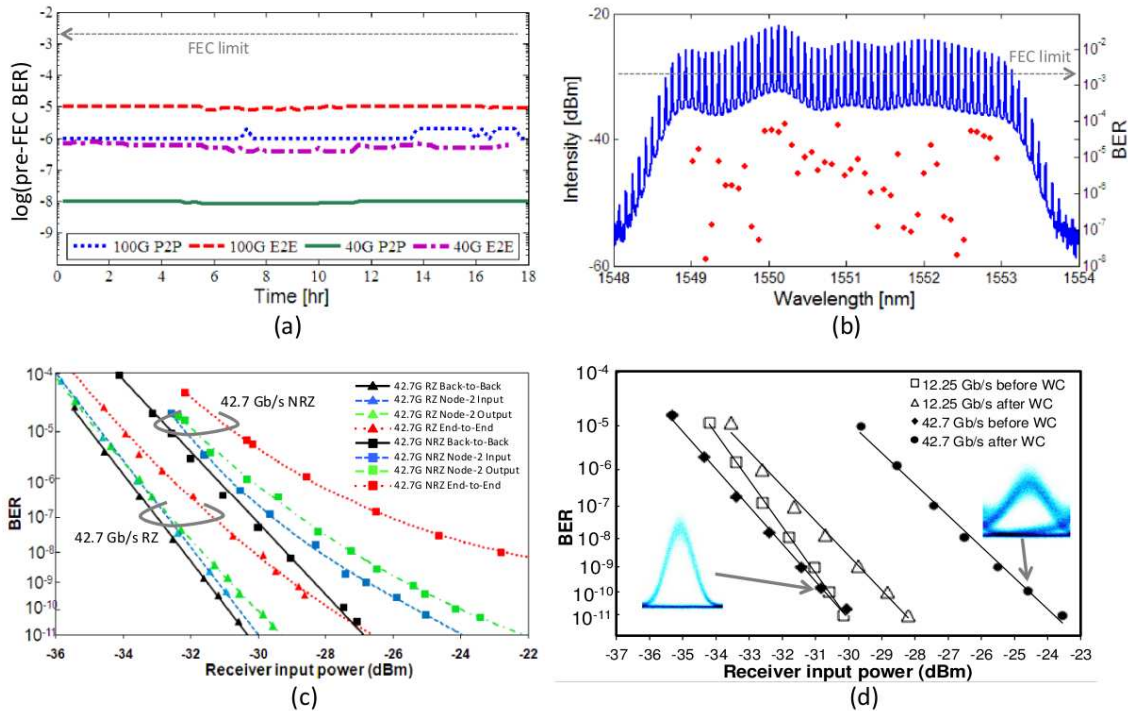 -1
-2
-3
-4
-5
-6
-7
-8
-9
log(pre-FEC BER)
FEC limit
100G P2P 100G E2E 40G P2P 40G E2E
0 2 4 6 8 10 12 14 16 18
Time [hr]
(a)
-20
-40
-60
Intensity [dBm]
FEC limit
10-2
10-3
10-4
10-5
10-6
10-7
10-8
BER
1548 1549 1550 1551 1552 1553 1554
Wavelength [nm]
(b)
10-4
10-5
10-6
10-7
10-8
10-9
10-10
10-11
BER
42.7 Gb/s NRZ
42.7 Gb/s RZ
42.7G RZ Back-to-Back
42.7G RZ Node-2 Input
42.7G RZ Node-2 Output
42.7G RZ End-to-End
42.7G NRZ Back-to-Back
42.7G NRZ Node-2 Input
42.7G NRZ Node-2 Output
42.7G NRZ End-to-End
-36 -34 -32 -30 -28 -26 -24 -22
Receiver input power (dBm)
(c)
10-4
10-5
10-6
10-7
10-8
10-9
10-10
10-11
BER
12.25 Gb/s before WC
12.25 Gb/s after WC
42.7 Gb/s before WC
42.7 Gb/s after WC
-37 -36 -35 -34 -33 -32 -31 -30 -29 -28 -27 -26 -25 -24 -23
Receiver input power (dBm)
(d)